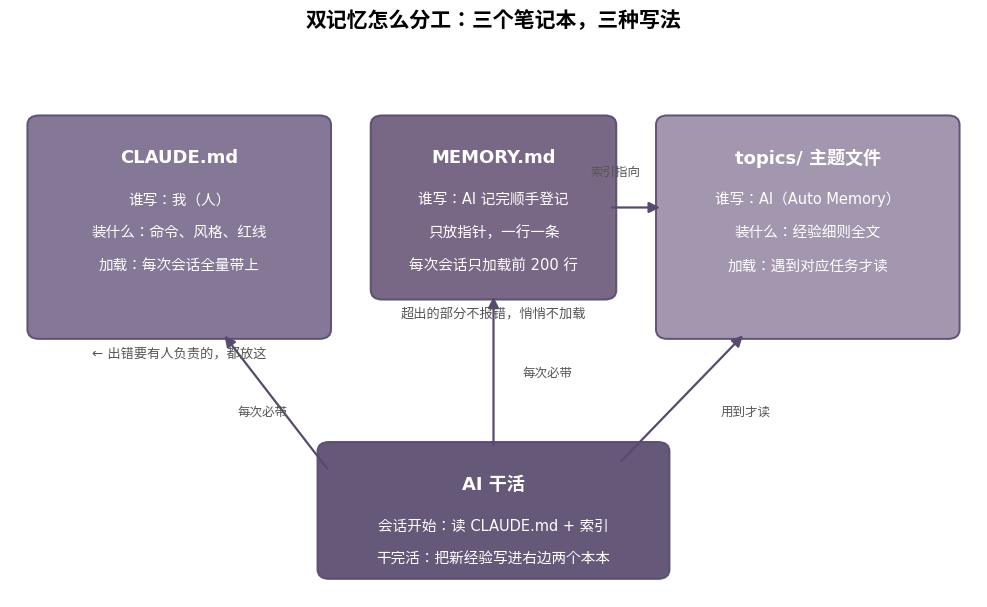 双记忆怎么分工：三个笔记本，三种写法
CLAUDE.md
谁写：我（人）
装什么：命令、风格、红线
加载：每次会话全量带上
← 出错要有人负责的，都放这
MEMORY.md
谁写：AI 记完顺手登记
只放指针，一行一条
每次会话只加载前 200 行
超出的部分不报错，悄悄不加载
索引指向
topics/ 主题文件
谁写：AI（Auto Memory）
装什么：经验细则全文
加载：遇到对应任务才读
每次必带
每次必带
用到才读
AI 干活
会话开始：读 CLAUDE.md + 索引
干完活：把新经验写进右边两个本本